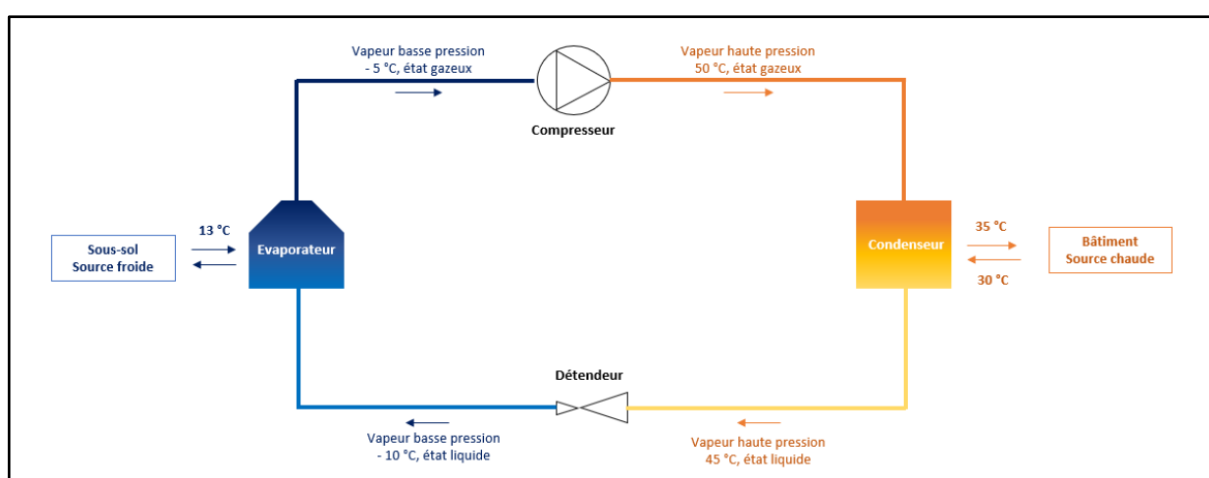 Vapeur basse pression
- 5 °C, état gazeux
Vapeur haute pression
50 °C, état gazeux
Compresseur
13 °C
Sous-sol
Source froide
Evaporateur
Condenseur
35 °C
30 °C
Bâtiment
Source chaude
Détendeur
Vapeur basse pression
- 10 °C, état liquide
Vapeur haute pression
45 °C, état liquide